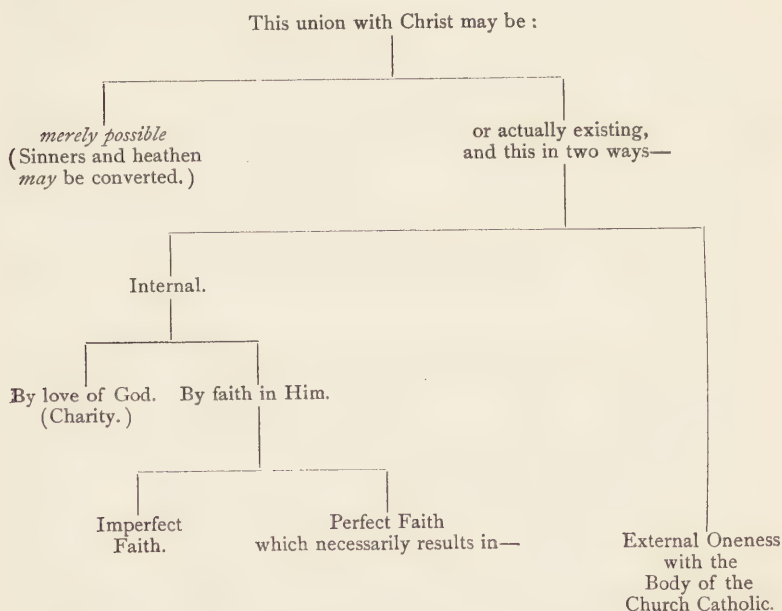 This union with Christ may be :
merely possible
(Sinners and heathen
may be converted.)
or actually existing,
and this in two ways—
Internal.
By love of God.
(Charity.)
By faith in Him.
Imperfect
Faith.
Perfect Faith
which necessarily results in—
External Oneness
with the
Body of the
Church Catholic.